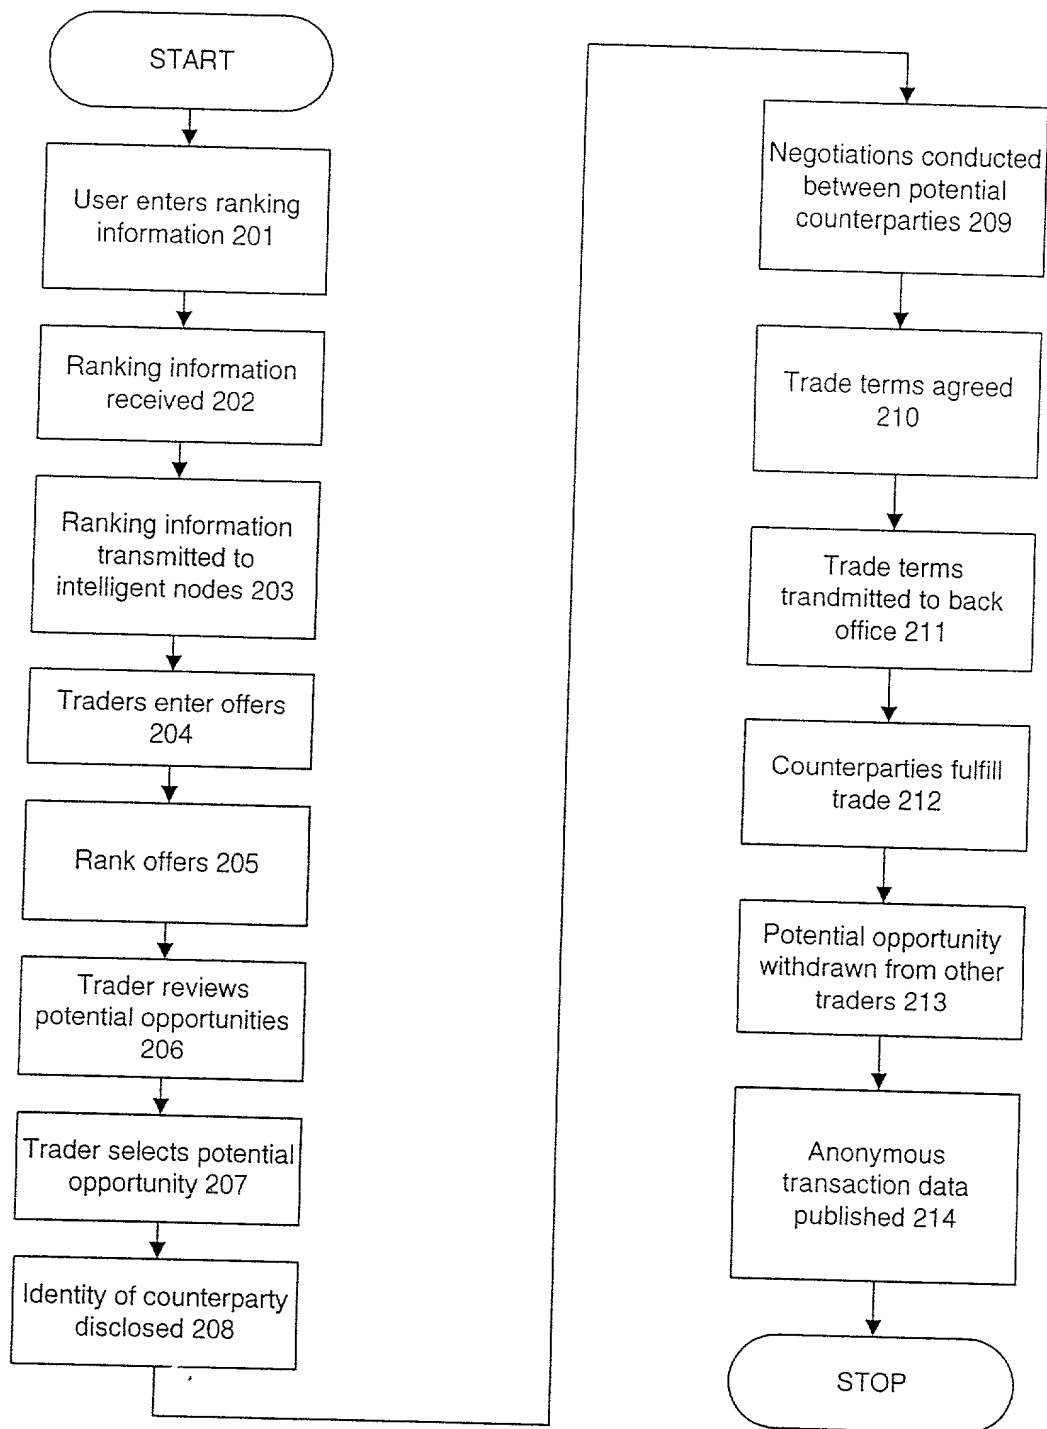 START
User enters ranking
information 201
Ranking information
received 202
Ranking information
transmitted to
intelligent nodes 203
Traders enter offers
204
Rank offers 205
Trader reviews
potential opportunities
206
Trader selects potential
opportunity 207
Identity of counterparty
disclosed 208
Negotiations conducted
between potential
counterparties 209
Trade terms agreed
210
Trade terms
trandmitted to back
office 211
Counterparties fulfill
trade 212
Potential opportunity
withdrawn from other
traders 213
Anonymous
transaction data
published 214
STOP